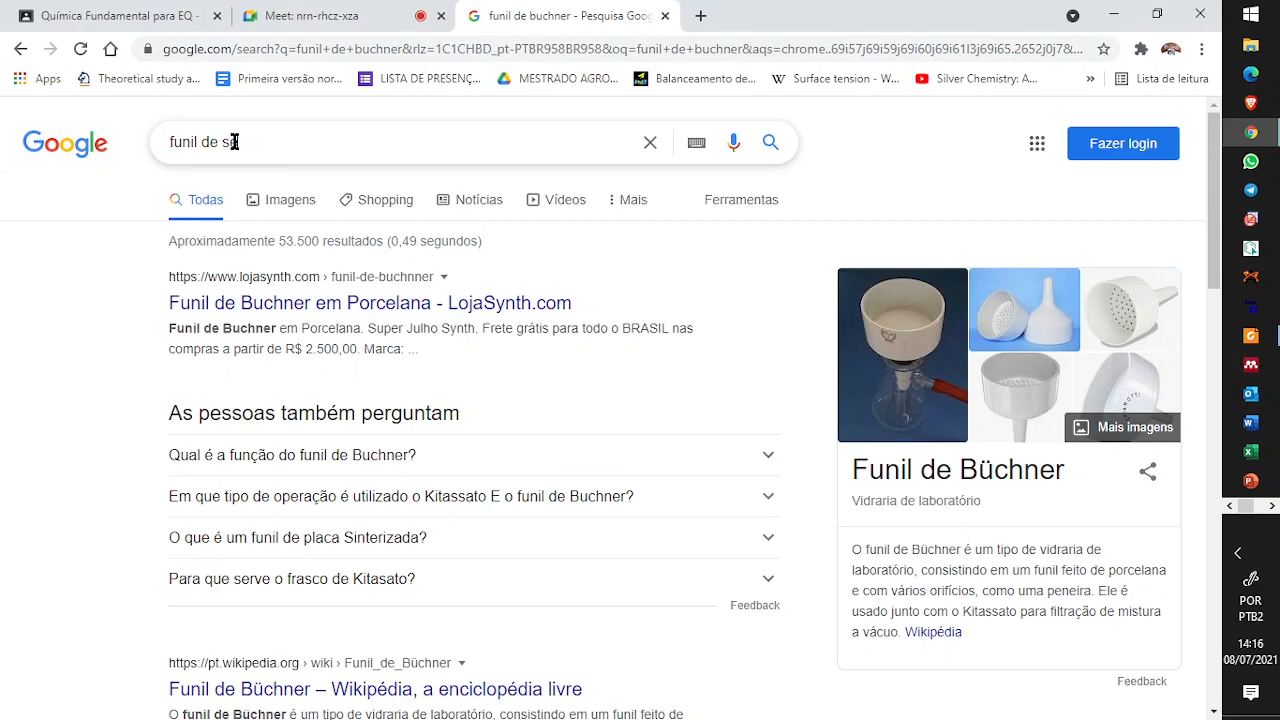 Química Fundamental para EQ -
Meet: nrn-rhcz-xza
funil de buchner - Pesquisa Goog
google.com/search?q=funil+de+buchner&rlz=1C1CHBD_pt-PTBR958BR958&oq=funil+de+buchner&aqs=chrome..69i57j69i59j69i60j69i61l3j69i65.2652j0j7&...
Apps
Theoretical study a...
Primeira versão nor...
LISTA DE PRESENÇ...
MESTRADO AGRO...
Balanceamento de...
Surface tension - W...
Silver Chemistry: A...
»
Lista de leitura
Google
funil de s
Fazer login
Todas
Imagens
Shopping
Notícias
Vídeos
Mais
Ferramentas
Aproximadamente 53.500 resultados (0,49 segundos)
https://www.lojasynth.com › funil-de-buchnner
Funil de Buchner em Porcelana - LojaSynth.com
Funil de Buchner em Porcelana. Super Julho Synth. Frete grátis para todo o BRASIL nas
compras a partir de R$ 2.500,00. Marca: ...
As pessoas também perguntam
Qual é a função do funil de Buchner?
Em que tipo de operação é utilizado o Kitassato E o funil de Buchner?
O que é um funil de placa Sinterizada?
Para que serve o frasco de Kitasato?
Feedback
https://pt.wikipedia.org › wiki › Funil_de_Büchner
Funil de Büchner – Wikipédia, a enciclopédia livre
O funil de Büchner é um tipo de vidraria de laboratório, consistindo em um funil feito de
Mais imagens
Funil de Büchner
Vidraria de laboratório
O funil de Büchner é um tipo de vidraria de
laboratório, consistindo em um funil feito de porcelana
e com vários orifícios, como uma peneira. Ele é
usado junto com o Kitassato para filtração de mistura
a vácuo. Wikipédia
Feedback
POR
PTB2
14:16
08/07/2021